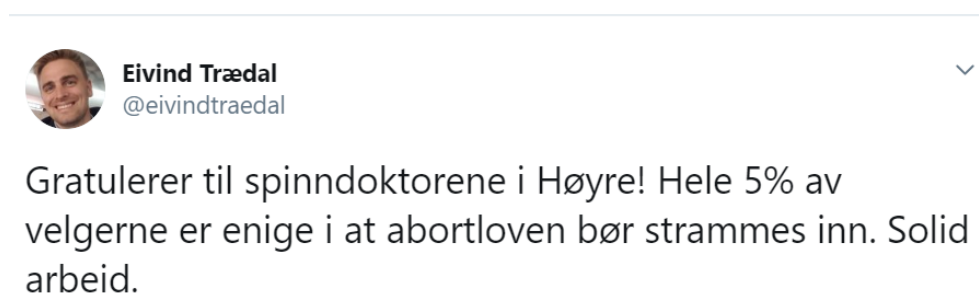 Eivind Trædal
@eivindtraedal
Gratulerer til spinndoktorene i Høyre! Hele 5% av
velgerne er enige i at abortloven bør strammes inn. Solid
arbeid.